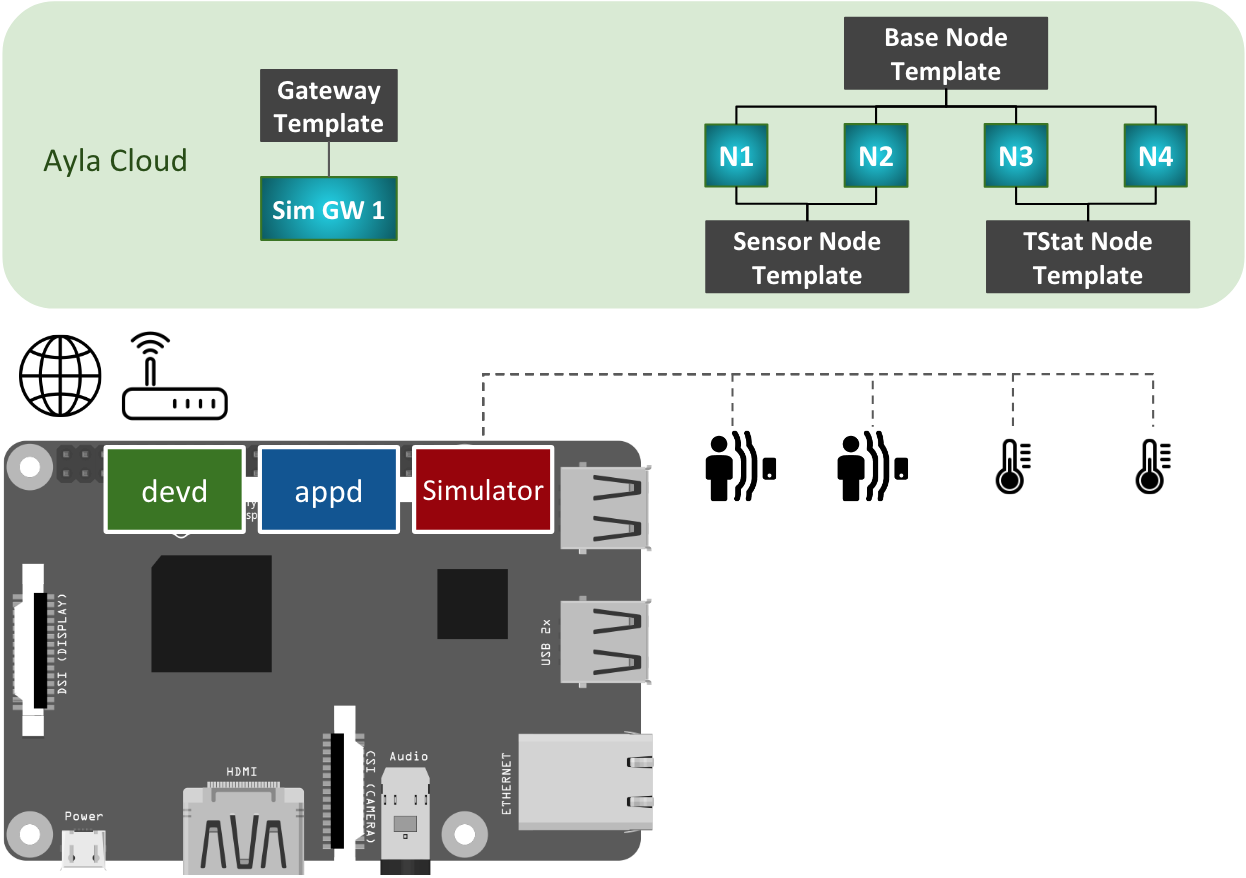 Base Node
Template
Gateway
Template
Ayla Cloud
N1
N2
N3
N4
Sim GW 1
Sensor Node
Template
TStat Node
Template
devd
appd
Simulator
DSI (DISPLAY)
USB 2x
ETHERNET
CSI (CAMERA)
Audio
HDMI
Power